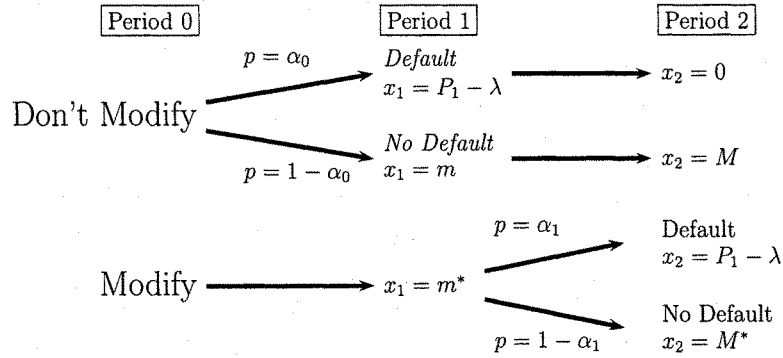 Period 0
Period 1
Period 2
p = α₀
Default
x₁ = P₁ − λ
x₂ = 0
Don't Modify
No Default
x₁ = m
x₂ = M
p = 1 − α₀
p = α₁
Default
x₂ = P₁ − λ
Modify
x₁ = m*
No Default
x₂ = M*
p = 1 − α₁